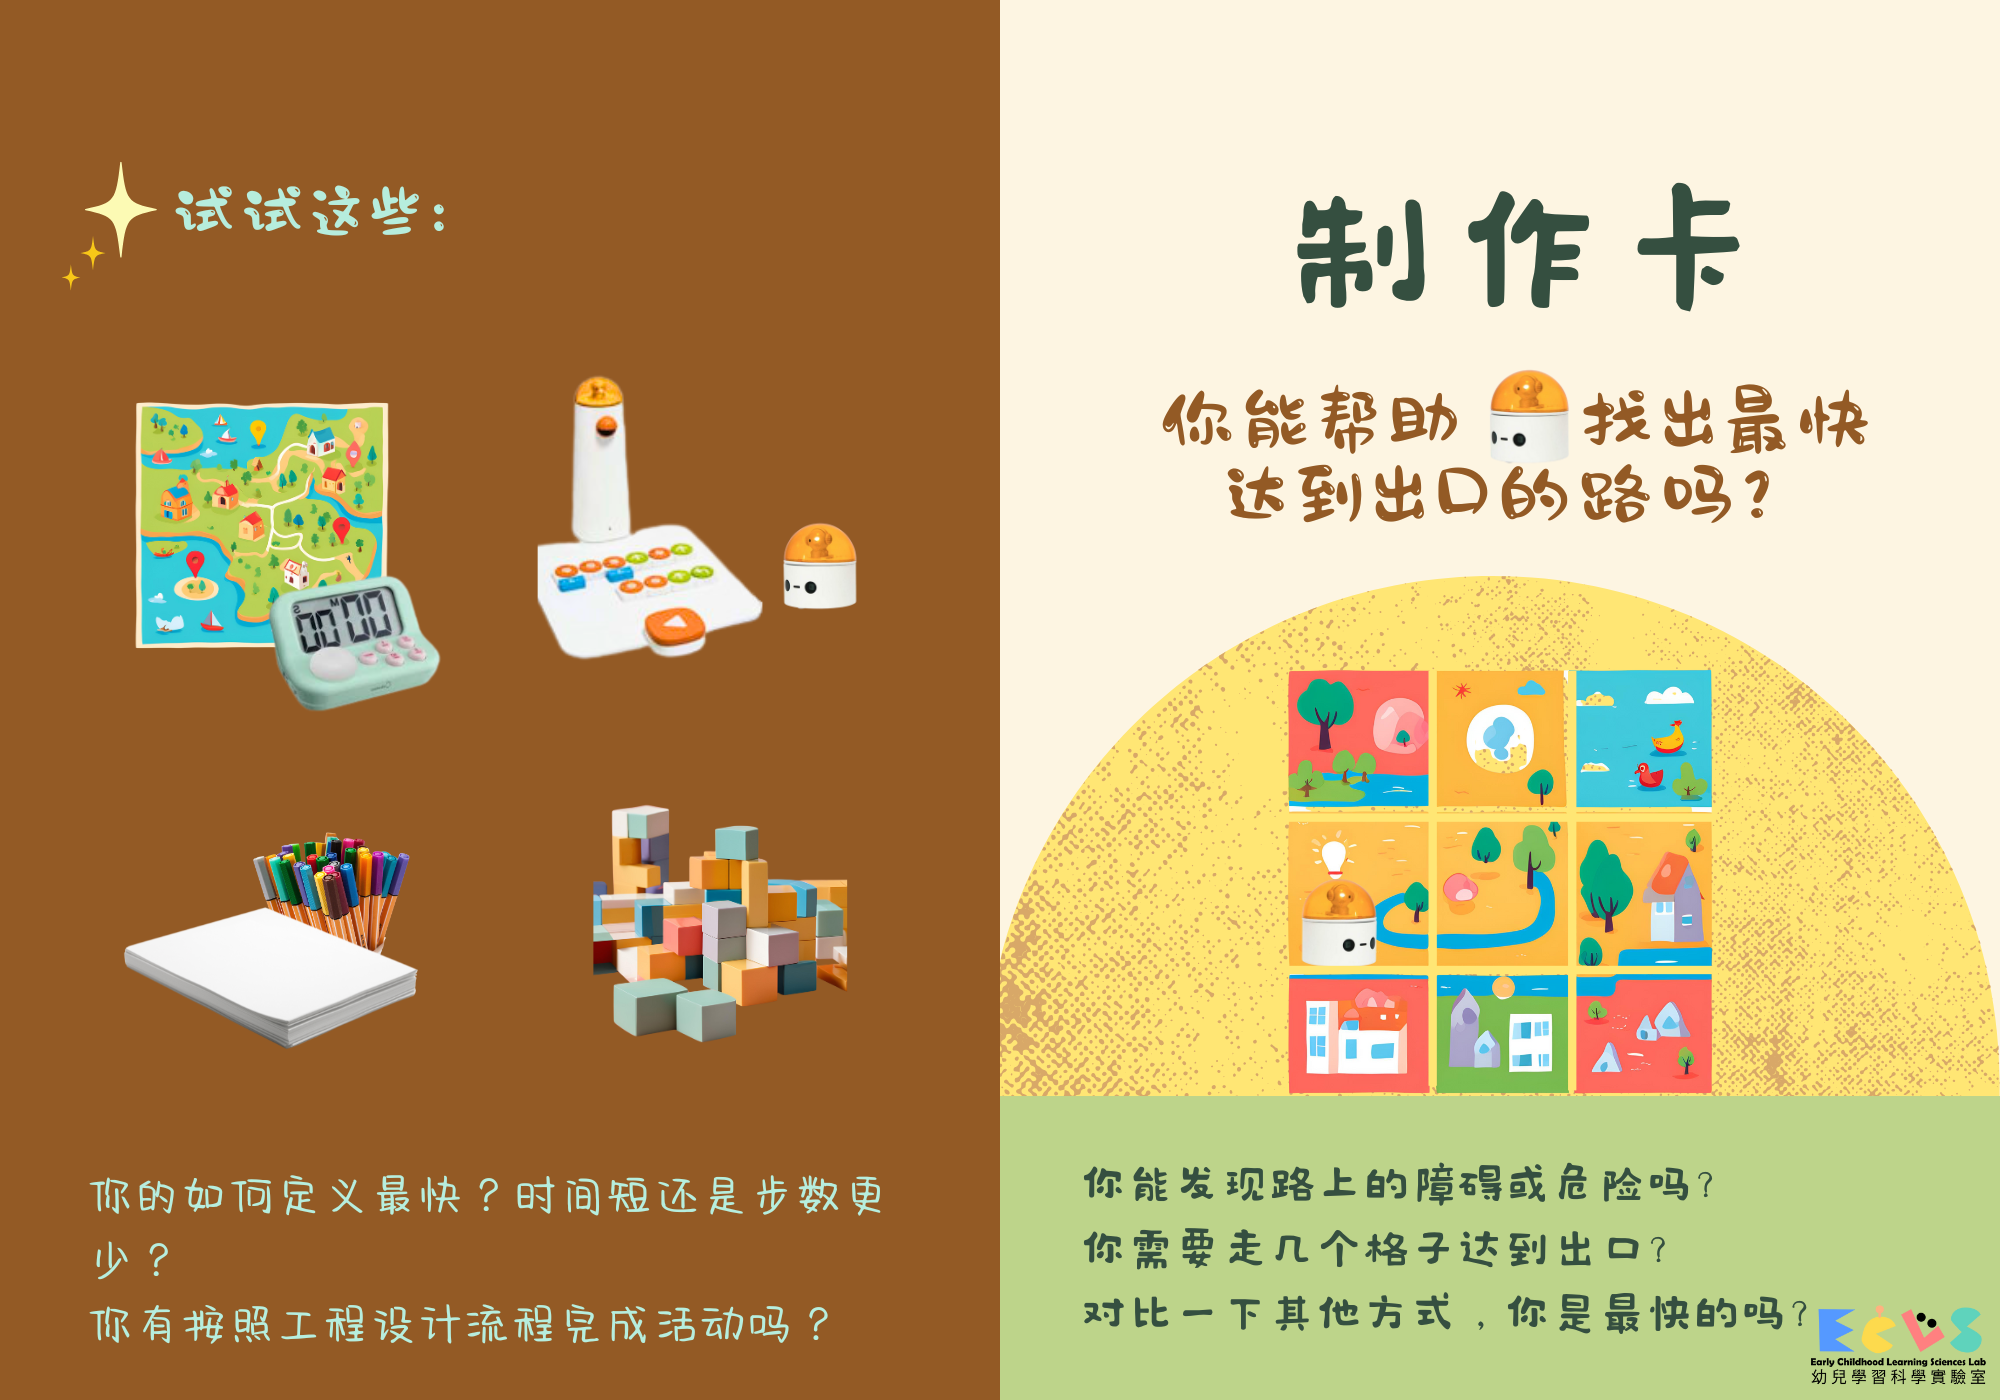 试试这些：
00 00
M
S
你的如何定义最快？时间短还是步数更
少？
你有按照工程设计流程完成活动吗？
制作卡
你能帮助找出最快
达到出口的路吗？
你能发现路上的障碍或危险吗？
你需要走几个格子达到出口？
对比一下其他方式，你是最快的吗？
ECLS
Early Childhood Learning Sciences Lab
幼兒學習科學實驗室